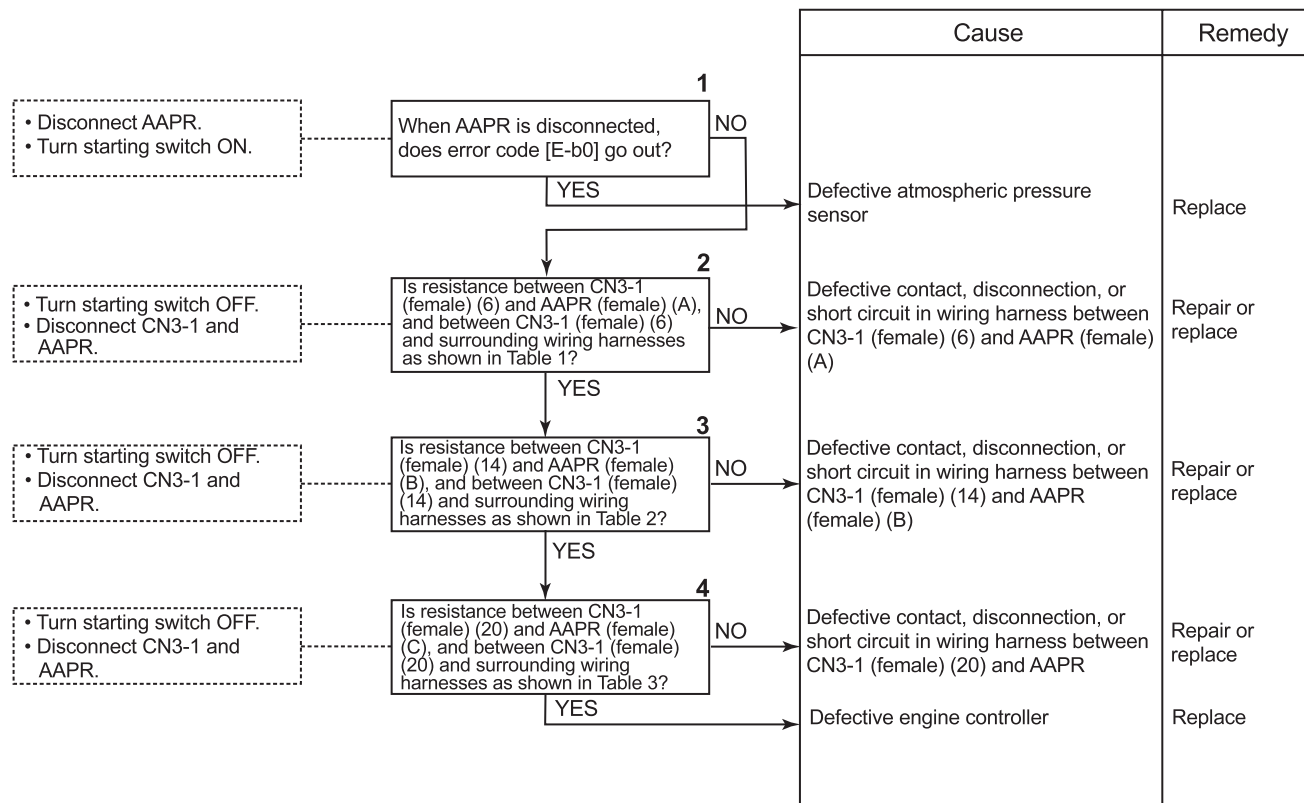 Cause
Remedy
1
• Disconnect AAPR.
• Turn starting switch ON.
When AAPR is disconnected,
does error code [E-b0] go out?
NO
YES
Defective atmospheric pressure
sensor
Replace
2
• Turn starting switch OFF.
• Disconnect CN3-1 and
AAPR.
Is resistance between CN3-1
(female) (6) and AAPR (female) (A),
and between CN3-1 (female) (6)
and surrounding wiring harnesses
as shown in Table 1?
NO
YES
Defective contact, disconnection, or
short circuit in wiring harness between
CN3-1 (female) (6) and AAPR (female)
(A)
Repair or
replace
3
• Turn starting switch OFF.
• Disconnect CN3-1 and
AAPR.
Is resistance between CN3-1
(female) (14) and AAPR (female)
(B), and between CN3-1 (female)
(14) and surrounding wiring
harnesses as shown in Table 2?
NO
YES
Defective contact, disconnection, or
short circuit in wiring harness between
CN3-1 (female) (14) and AAPR
(female) (B)
Repair or
replace
4
• Turn starting switch OFF.
• Disconnect CN3-1 and
AAPR.
Is resistance between CN3-1
(female) (20) and AAPR (female)
(C), and between CN3-1 (female)
(20) and surrounding wiring
harnesses as shown in Table 3?
NO
YES
Defective contact, disconnection, or
short circuit in wiring harness between
CN3-1 (female) (20) and AAPR
Repair or
replace
Defective engine controller
Replace